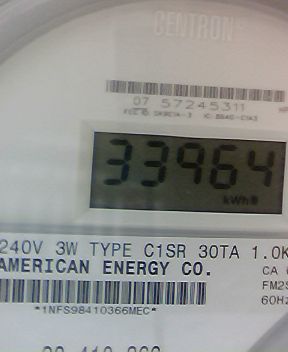 CENTRON
07 57245311
33964
kWh
240V 3W TYPE C1SR 30TA 1.0K
AMERICAN ENERGY CO.
CA
FM2S
60Hz
*1NFS98410366MEC*